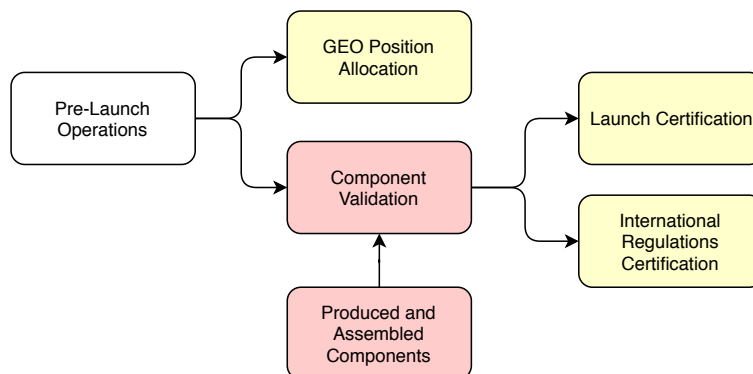 GEO Position
Allocation
Pre-Launch
Operations
Launch Certification
Component
Validation
International
Regulations
Certification
Produced and
Assembled
Components